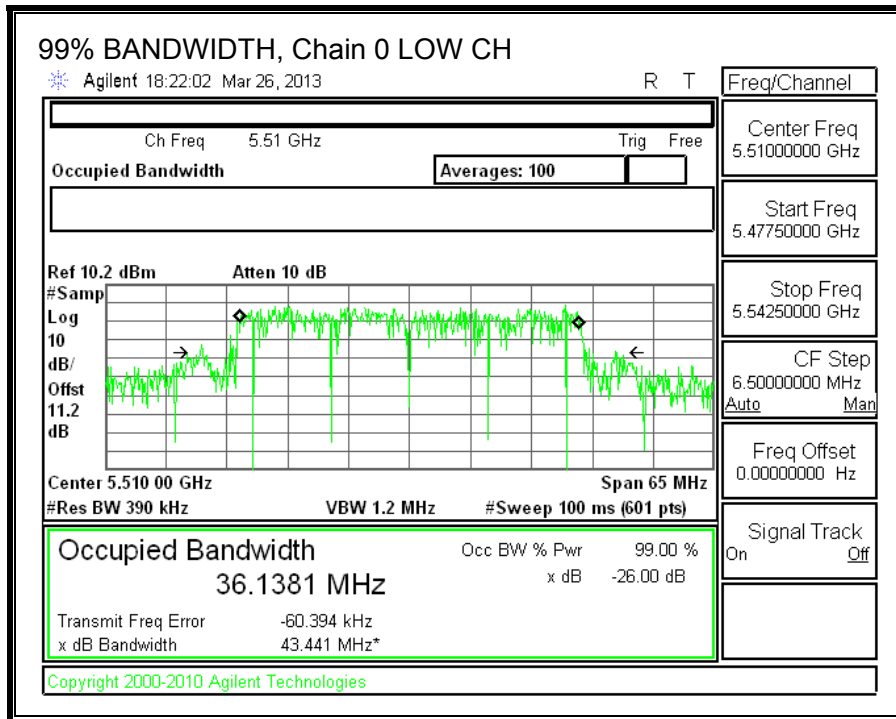 99% BANDWIDTH, Chain 0 LOW CH
Agilent 18:22:02 Mar 26, 2013 R T
Ch Freq 5.51 GHz Trig Free
Occupied Bandwidth Averages: 100
Ref 10.2 dBm Atten 10 dB
#Samp
Log
10
dB/
Offst
11.2
dB
Center 5.510 00 GHz Span 65 MHz
#Res BW 390 kHz VBW 1.2 MHz #Sweep 100 ms (601 pts)
Occupied Bandwidth Occ BW % Pwr 99.00 %
36.1381 MHz x dB -26.00 dB
Transmit Freq Error -60.394 kHz
x dB Bandwidth 43.441 MHz*
Copyright 2000-2010 Agilent Technologies
Freq/Channel
Center Freq
5.51000000 GHz
Start Freq
5.47750000 GHz
Stop Freq
5.54250000 GHz
CF Step
6.50000000 MHz
Auto Man
Freq Offset
0.00000000 Hz
Signal Track
On Off